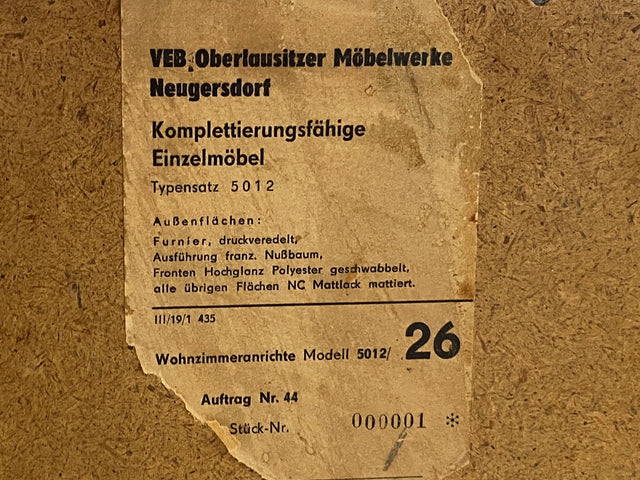 VEB Oberlausitzer Möbelwerke
Neugersdorf
Komplettierungsfähige
Einzelmöbel
Typensatz 5012
Außenflächen:
Furnier, druckveredelt,
Ausführung franz. Nußbaum,
Fronten Hochglanz Polyester geschwabbelt,
alle übrigen Flächen NC Mattlack mattiert.
III/19/1 435
Wohnzimmeranrichte Modell 5012/ 26
Auftrag Nr. 44
Stück-Nr. 000001 *